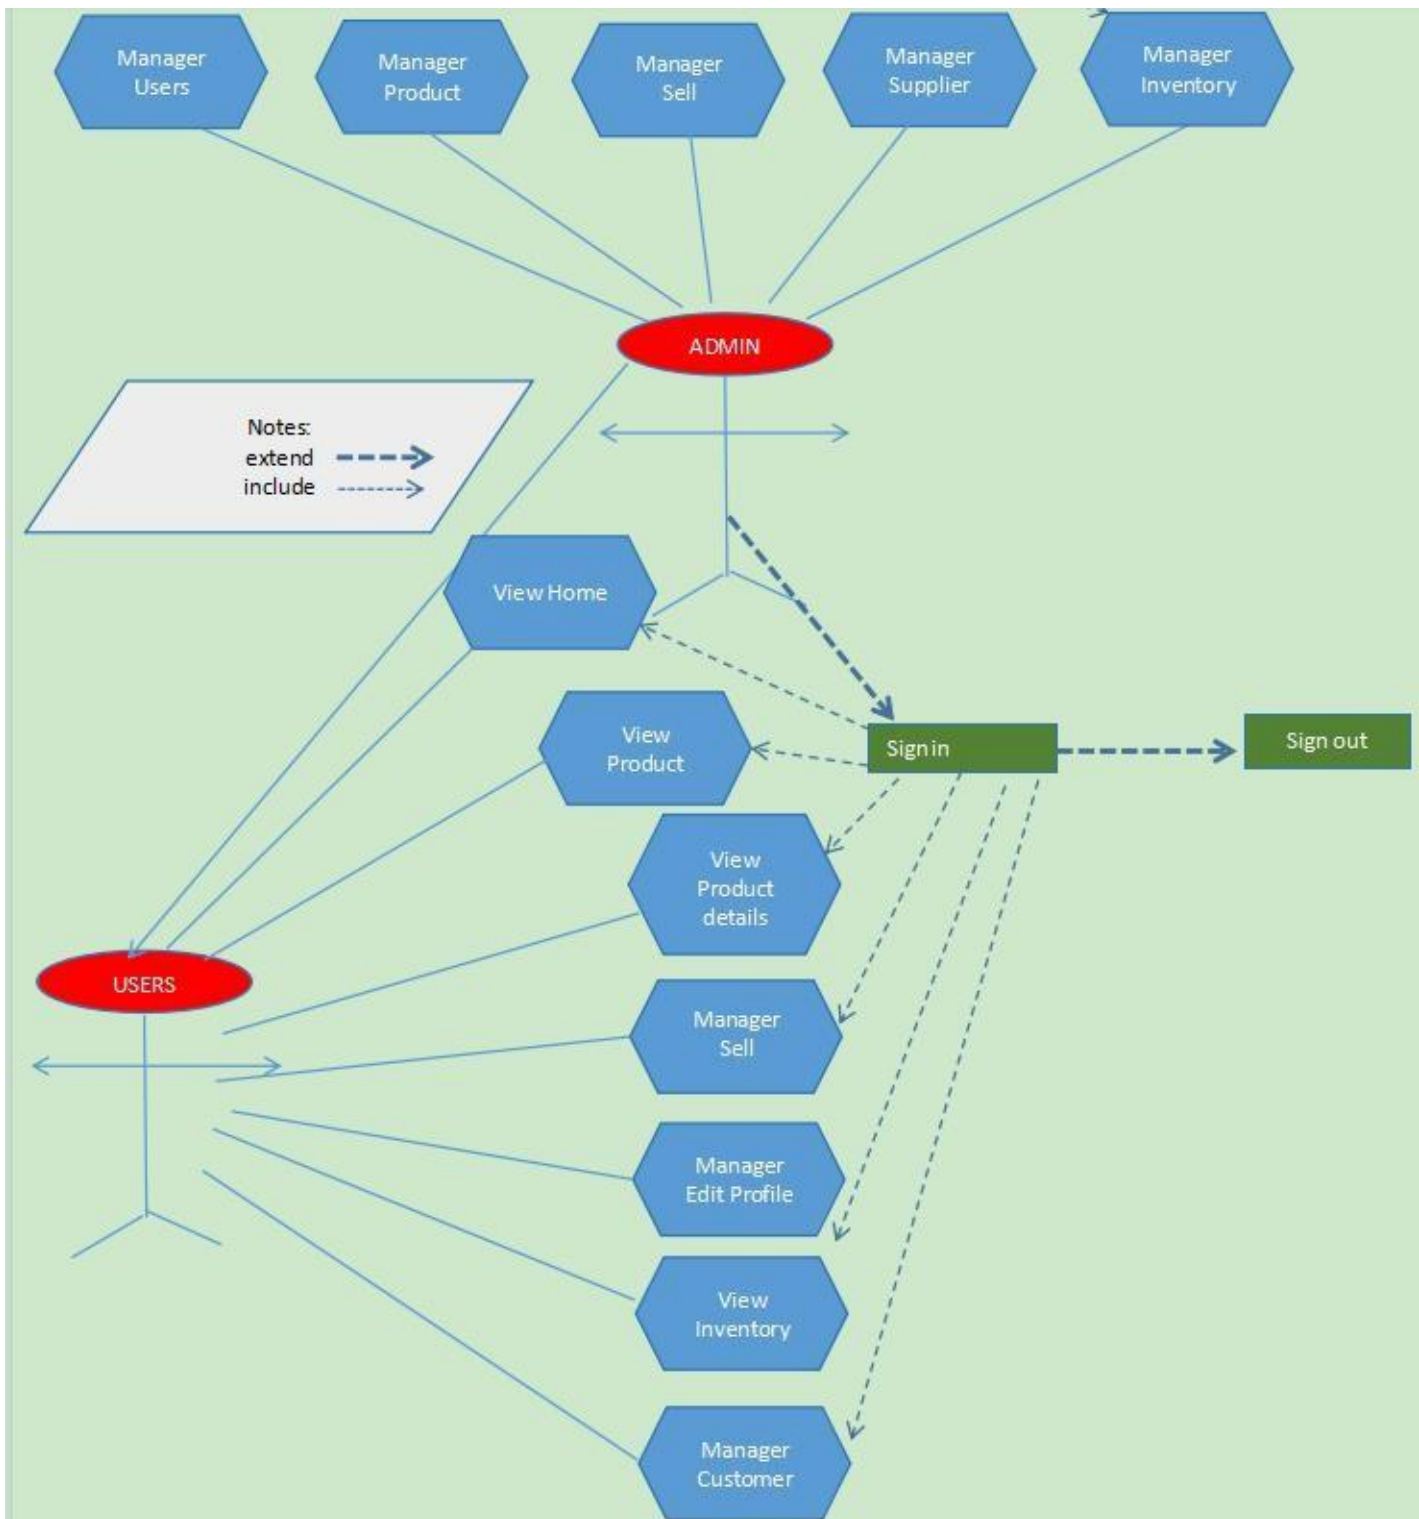 Manager
Users
Manager
Product
Manager
Sell
Manager
Supplier
Manager
Inventory
ADMIN
Notes:
extend
include
View Home
View
Product
Sign in
Sign out
View
Product
details
USERS
Manager
Sell
Manager
Edit Profile
View
Inventory
Manager
Customer